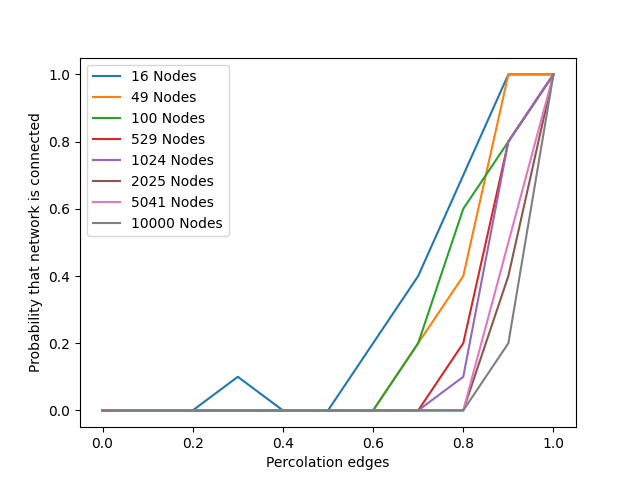 16 Nodes
49 Nodes
100 Nodes
529 Nodes
1024 Nodes
2025 Nodes
5041 Nodes
10000 Nodes
Probability that network is connected
1.0
0.8
0.6
0.4
0.2
0.0
0.0 0.2 0.4 0.6 0.8 1.0
Percolation edges